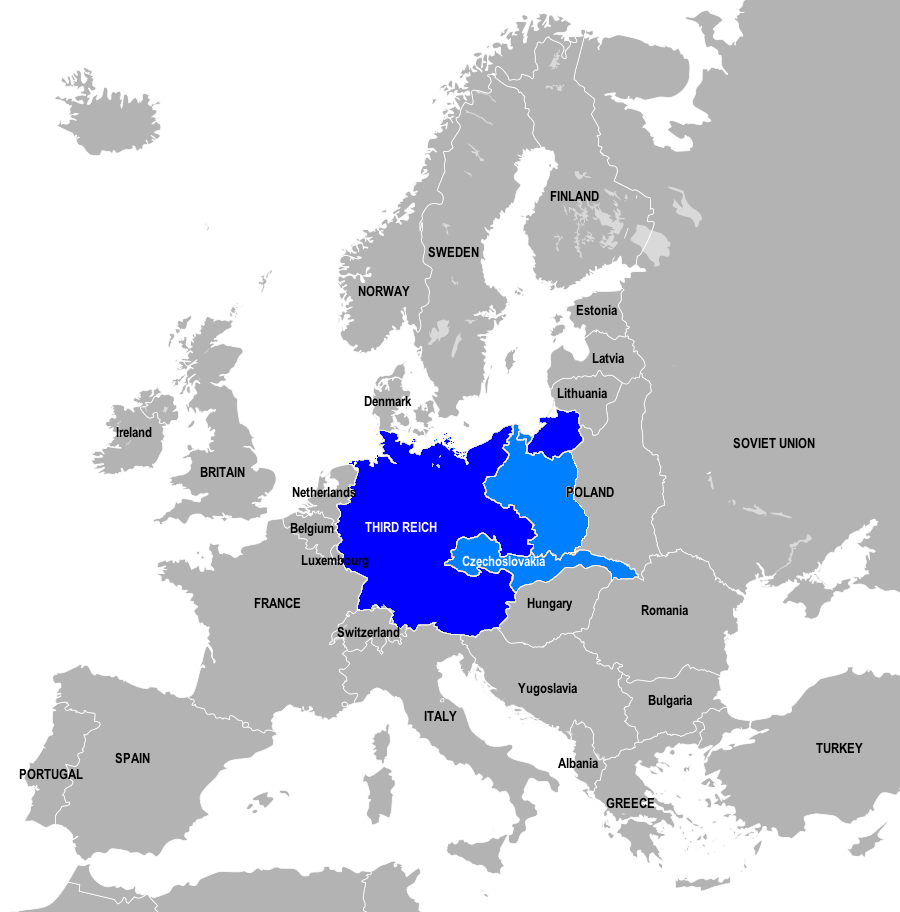 FINLAND
SWEDEN
NORWAY
Estonia
Latvia
Lithuania
Denmark
Ireland
SOVIET UNION
BRITAIN
Netherlands
POLAND
Belgium
THIRD REICH
Luxembourg
Czechoslovakia
FRANCE
Hungary
Romania
Switzerland
Yugoslavia
Bulgaria
ITALY
TURKEY
SPAIN
Albania
PORTUGAL
GREECE